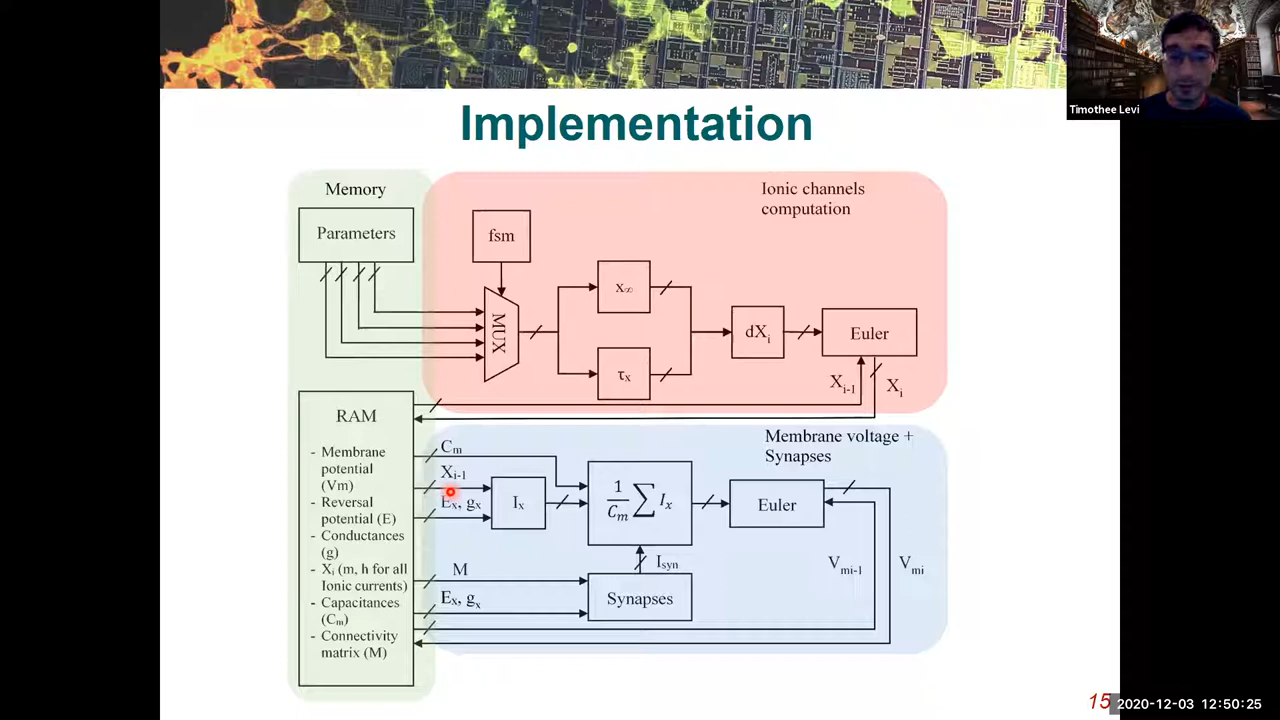 Timothee Levi
Implementation
Memory
Parameters
Ionic channels
computation
fsm
MUX
x∞
τx
dXi
Euler
Xi-1
Xi
RAM
- Membrane
potential
(Vm)
- Reversal
potential (E)
- Conductances
(g)
- Xi (m, h for all
Ionic currents)
- Capacitances
(Cm)
- Connectivity
matrix (M)
Membrane voltage +
Synapses
Cm
Xi-1
Ex, gx
Ix
1/Cm ∑ Ix
Euler
Isyn
Vmi-1
Vmi
M
Ex, gx
Synapses
15
2020-12-03 12:50:25